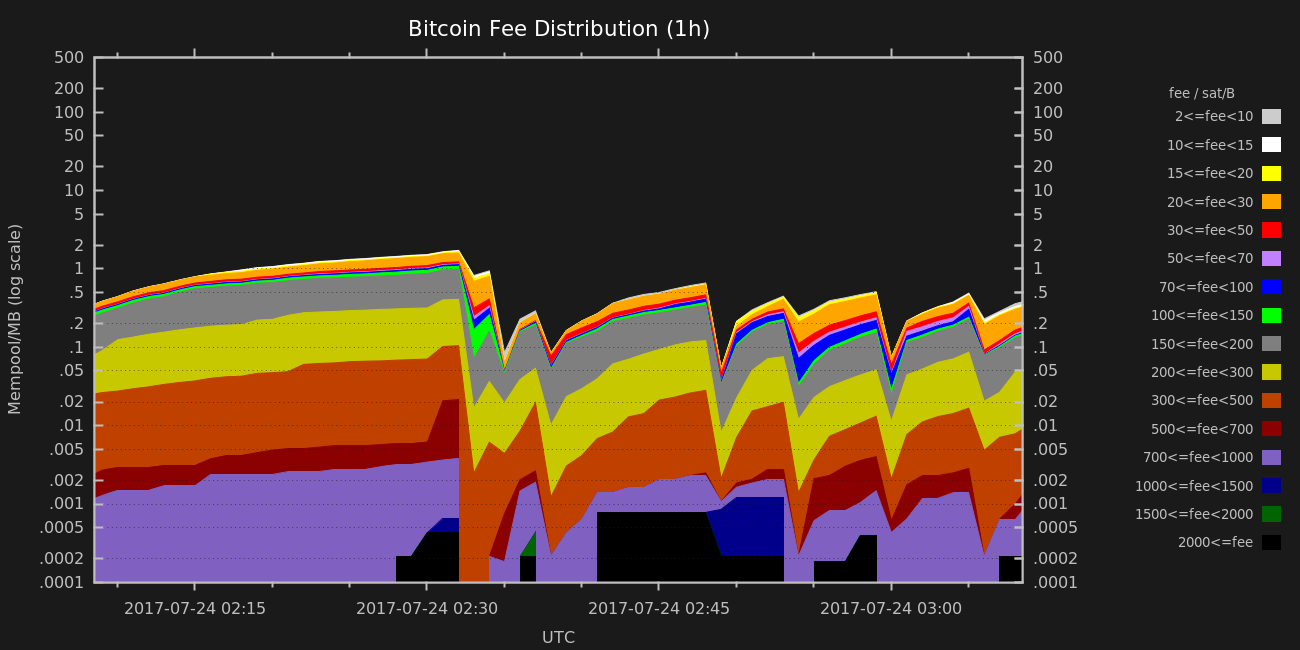 Bitcoin Fee Distribution (1h)
500 500
200 200
100 100
50 50
20 20
10 10
5 5
2 2
1 1
.5 .5
.2 .2
.1 .1
.05 .05
.02 .02
.01 .01
.005 .005
.002 .002
.001 .001
.0005 .0005
.0002 .0002
.0001 .0001
Mempool/MB (log scale)
2017-07-24 02:15 2017-07-24 02:30 2017-07-24 02:45 2017-07-24 03:00
UTC
fee / sat/B
2<=fee<10
10<=fee<15
15<=fee<20
20<=fee<30
30<=fee<50
50<=fee<70
70<=fee<100
100<=fee<150
150<=fee<200
200<=fee<300
300<=fee<500
500<=fee<700
700<=fee<1000
1000<=fee<1500
1500<=fee<2000
2000<=fee